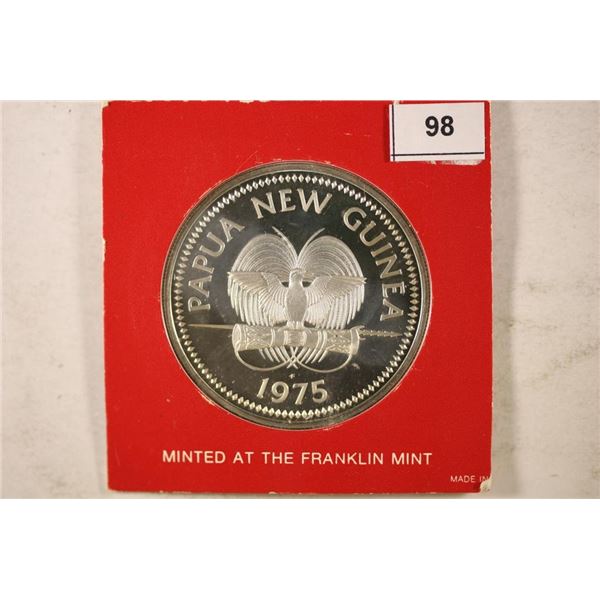 98
PAPUA NEW GUINEA
1975
MINTED AT THE FRANKLIN MINT
MADE IN